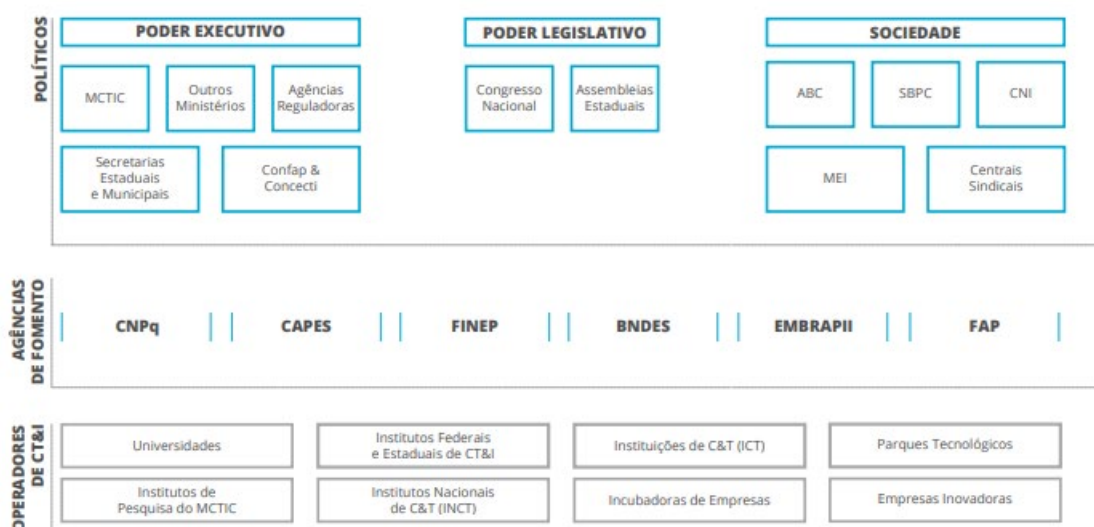 POLÍTICOS
PODER EXECUTIVO
MCTIC
Outros
Ministérios
Agências
Reguladoras
Secretarias
Estaduais
e Municipais
Confap &
Concecti
PODER LEGISLATIVO
Congresso
Nacional
Assembleias
Estaduais
SOCIEDADE
ABC
SBPC
CNI
MEI
Centrais
Sindicais
AGÊNCIAS
DE FOMENTO
CNPq
CAPES
FINEP
BNDES
EMBRAPII
FAP
OPERADORES
DE CT&I
Universidades
Institutos Federais
e Estaduais de CT&I
Instituições de C&T (ICT)
Parques Tecnológicos
Institutos de
Pesquisa do MCTIC
Institutos Nacionais
de C&T (INCT)
Incubadoras de Empresas
Empresas Inovadoras